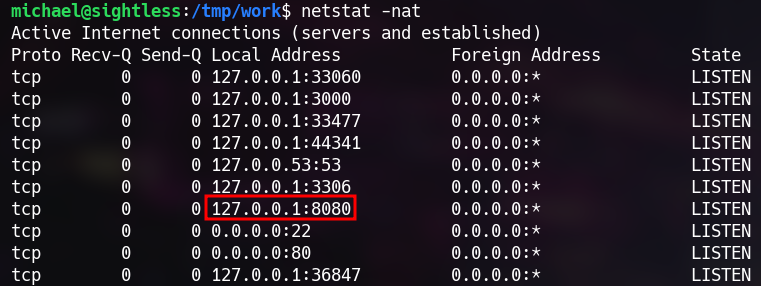 michael@sightless:/tmp/work$ netstat -nat
Active Internet connections (servers and established)
Proto Recv-Q Send-Q Local Address           Foreign Address         State
tcp        0      0 127.0.0.1:33060         0.0.0.0:*               LISTEN
tcp        0      0 127.0.0.1:3000          0.0.0.0:*               LISTEN
tcp        0      0 127.0.0.1:33477         0.0.0.0:*               LISTEN
tcp        0      0 127.0.0.1:44341         0.0.0.0:*               LISTEN
tcp        0      0 127.0.0.53:53           0.0.0.0:*               LISTEN
tcp        0      0 127.0.0.1:3306          0.0.0.0:*               LISTEN
tcp        0      0 127.0.0.1:8080          0.0.0.0:*               LISTEN
tcp        0      0 0.0.0.0:22              0.0.0.0:*               LISTEN
tcp        0      0 0.0.0.0:80              0.0.0.0:*               LISTEN
tcp        0      0 127.0.0.1:36847         0.0.0.0:*               LISTEN